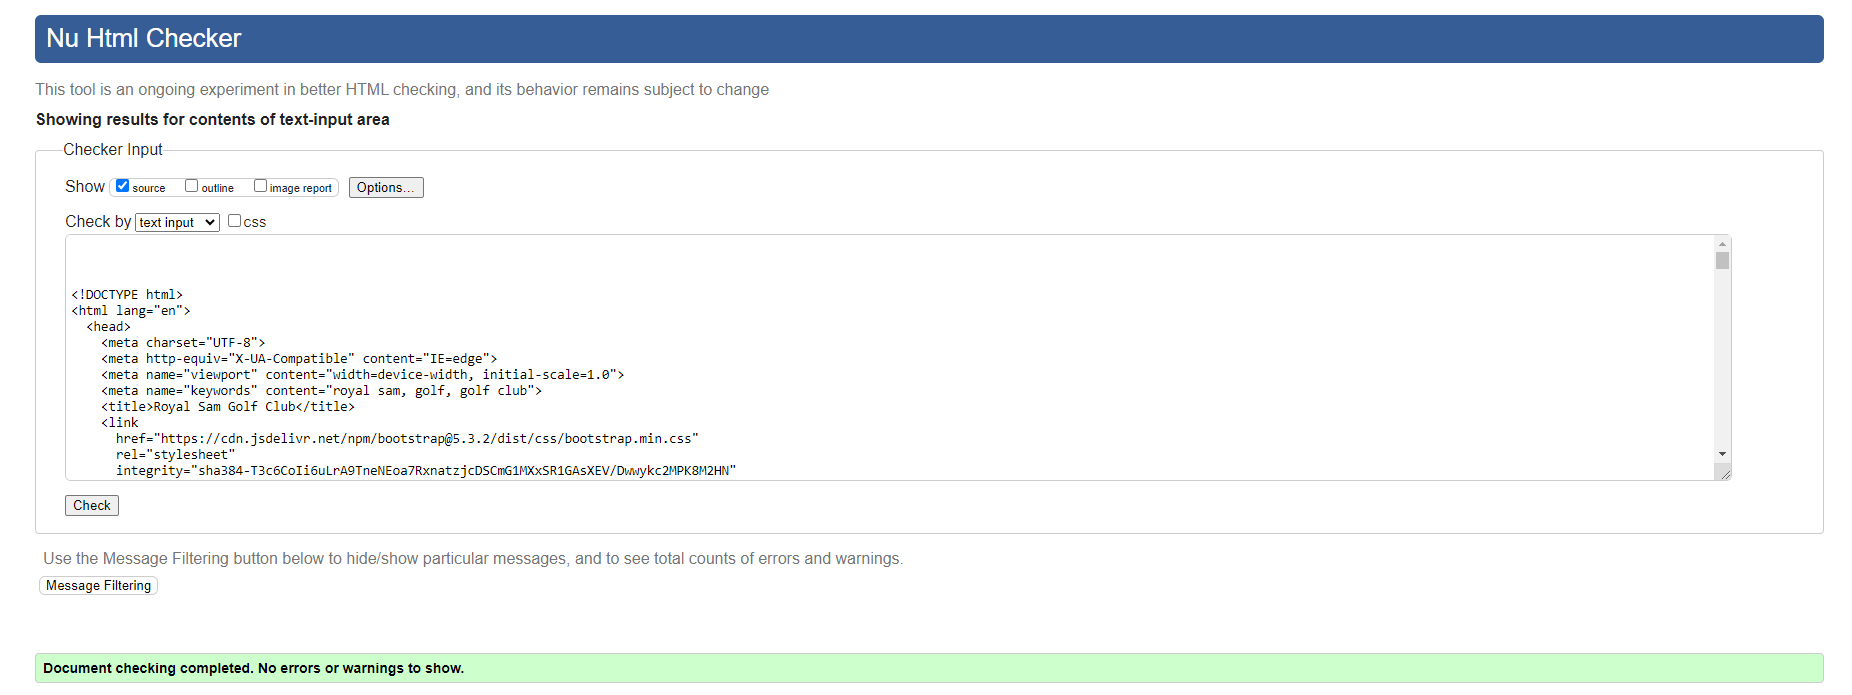 Nu Html Checker
This tool is an ongoing experiment in better HTML checking, and its behavior remains subject to change
Showing results for contents of text-input area
Checker Input
Show source outline image report Options...
Check by text input css
<!DOCTYPE html>
<html lang="en">
<head>
<meta charset="UTF-8">
<meta http-equiv="X-UA-Compatible" content="IE=edge">
<meta name="viewport" content="width=device-width, initial-scale=1.0">
<meta name="keywords" content="royal sam, golf, golf club">
<title>Royal Sam Golf Club</title>
<link
href="https://cdn.jsdelivr.net/npm/bootstrap@5.3.2/dist/css/bootstrap.min.css"
rel="stylesheet"
integrity="sha384-T3c6CoIi6uLrA9TneNEoa7RxnatzjcDSCmG1MXxSR1GAsXEV/Dwwykc2MPK8M2HN"
Check
Use the Message Filtering button below to hide/show particular messages, and to see total counts of errors and warnings.
Message Filtering
Document checking completed. No errors or warnings to show.